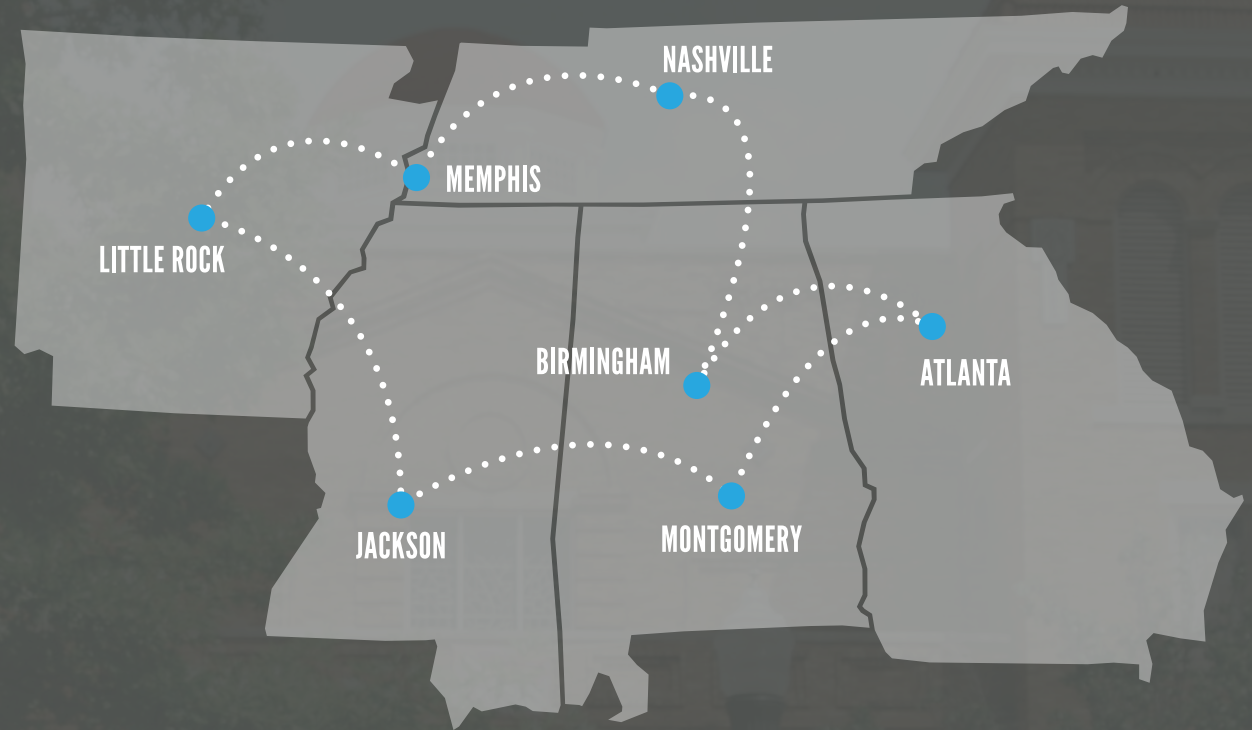 NASHVILLE
MEMPHIS
LITTLE ROCK
BIRMINGHAM
ATLANTA
JACKSON
MONTGOMERY